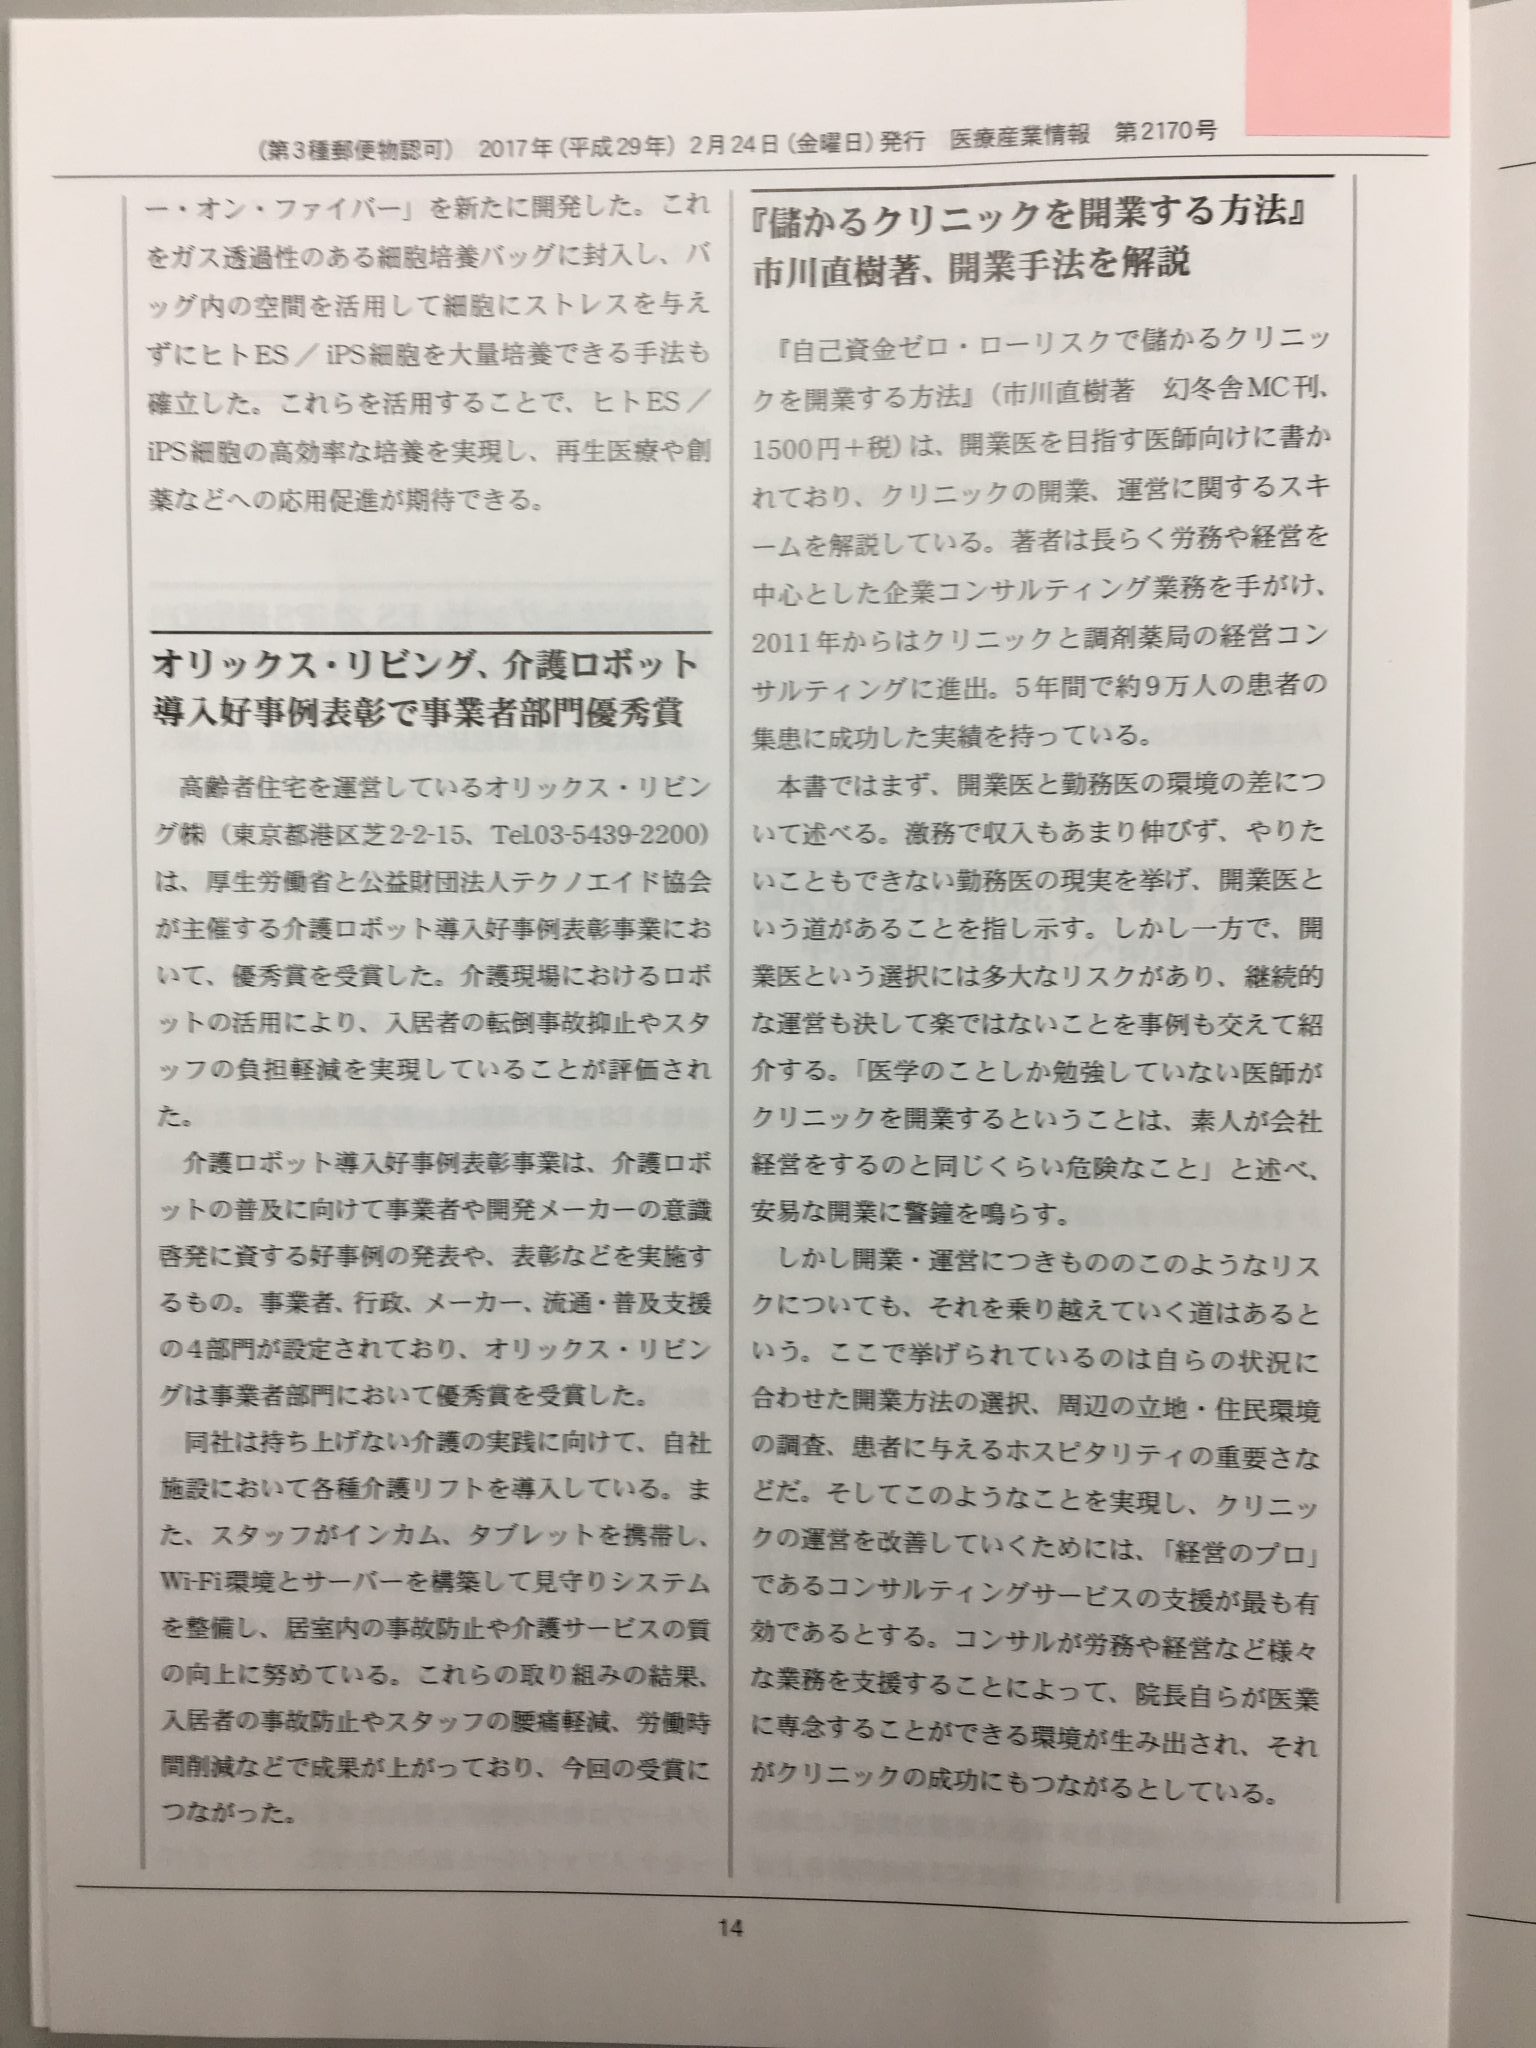 （第3種郵便物認可） 2017年（平成29年） 2月24日（金曜日）発行　医療産業情報　第2170号
ー・オン・ファイバー」を新たに開発した。これ
をガス透過性のある細胞培養バッグに封入し、バ
ッグ内の空間を活用して細胞にストレスを与え
ずにヒトES／iPS細胞を大量培養できる手法も
確立した。これらを活用することで、ヒトES／
iPS細胞の高効率な培養を実現し、再生医療や創
薬などへの応用促進が期待できる。
オリックス・リビング、介護ロボット
導入好事例表彰で事業者部門優秀賞
高齢者住宅を運営しているオリックス・リビン
グ㈱（東京都港区芝2-2-15、Tel.03-5439-2200）
は、厚生労働省と公益財団法人テクノエイド協会
が主催する介護ロボット導入好事例表彰事業にお
いて、優秀賞を受賞した。介護現場におけるロボ
ットの活用により、入居者の転倒事故抑止やスタ
ッフの負担軽減を実現していることが評価され
た。
介護ロボット導入好事例表彰事業は、介護ロボ
ットの普及に向けて事業者や開発メーカーの意識
啓発に資する好事例の発表や、表彰などを実施す
るもの。事業者、行政、メーカー、流通・普及支援
の4部門が設定されており、オリックス・リビン
グは事業者部門において優秀賞を受賞した。
同社は持ち上げない介護の実践に向けて、自社
施設において各種介護リフトを導入している。ま
た、スタッフがインカム、タブレットを携帯し、
Wi-Fi環境とサーバーを構築して見守りシステム
を整備し、居室内の事故防止や介護サービスの質
の向上に努めている。これらの取り組みの結果、
入居者の事故防止やスタッフの腰痛軽減、労働時
間削減などで成果が上がっており、今回の受賞に
つながった。
『儲かるクリニックを開業する方法』
市川直樹著、開業手法を解説
『自己資金ゼロ・ローリスクで儲かるクリニッ
クを開業する方法』（市川直樹著　幻冬舎MC刊、
1500円＋税）は、開業医を目指す医師向けに書か
れており、クリニックの開業、運営に関するスキ
ームを解説している。著者は長らく労務や経営を
中心とした企業コンサルティング業務を手がけ、
2011年からはクリニックと調剤薬局の経営コン
サルティングに進出。5年間で約9万人の患者の
集患に成功した実績を持っている。
本書ではまず、開業医と勤務医の環境の差につ
いて述べる。激務で収入もあまり伸びず、やりた
いこともできない勤務医の現実を挙げ、開業医と
いう道があることを指し示す。しかし一方で、開
業医という選択には多大なリスクがあり、継続的
な運営も決して楽ではないことを事例も交えて紹
介する。「医学のことしか勉強していない医師が
クリニックを開業するということは、素人が会社
経営をするのと同じくらい危険なこと」と述べ、
安易な開業に警鐘を鳴らす。
しかし開業・運営につきもののこのようなリス
クについても、それを乗り越えていく道はあると
いう。ここで挙げられているのは自らの状況に
合わせた開業方法の選択、周辺の立地・住民環境
の調査、患者に与えるホスピタリティの重要さな
どだ。そしてこのようなことを実現し、クリニッ
クの運営を改善していくためには、「経営のプロ」
であるコンサルティングサービスの支援が最も有
効であるとする。コンサルが労務や経営など様々
な業務を支援することによって、院長自らが医業
に専念することができる環境が生み出され、それ
がクリニックの成功にもつながるとしている。
14